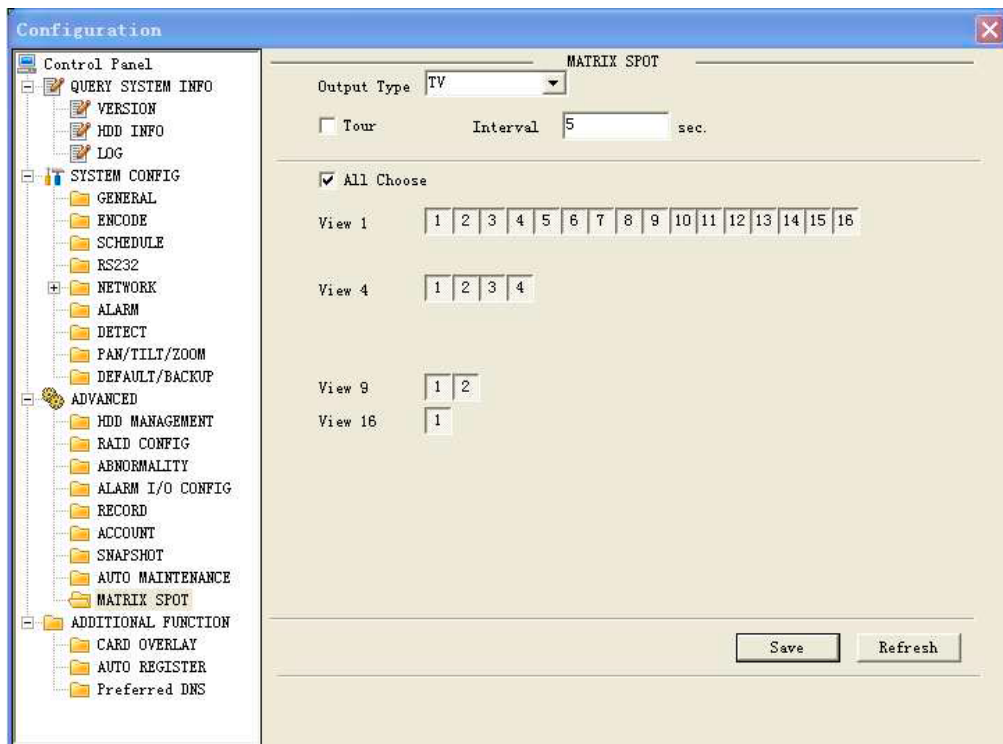 Configuration
Control Panel
QUERY SYSTEM INFO
VERSION
HDD INFO
LOG
SYSTEM CONFIG
GENERAL
ENCODE
SCHEDULE
RS232
NETWORK
ALARM
DETECT
PAN/TILT/ZOOM
DEFAULT/BACKUP
ADVANCED
HDD MANAGEMENT
RAID CONFIG
ABNORMALITY
ALARM I/O CONFIG
RECORD
ACCOUNT
SNAPSHOT
AUTO MAINTENANCE
MATRIX SPOT
ADDITIONAL FUNCTION
CARD OVERLAY
AUTO REGISTER
Preferred DNS
MATRIX SPOT
Output Type TV
Tour Interval 5 sec.
All Choose
View 1 1 2 3 4 5 6 7 8 9 10 11 12 13 14 15 16
View 4 1 2 3 4
View 9 1 2
View 16 1
Save Refresh